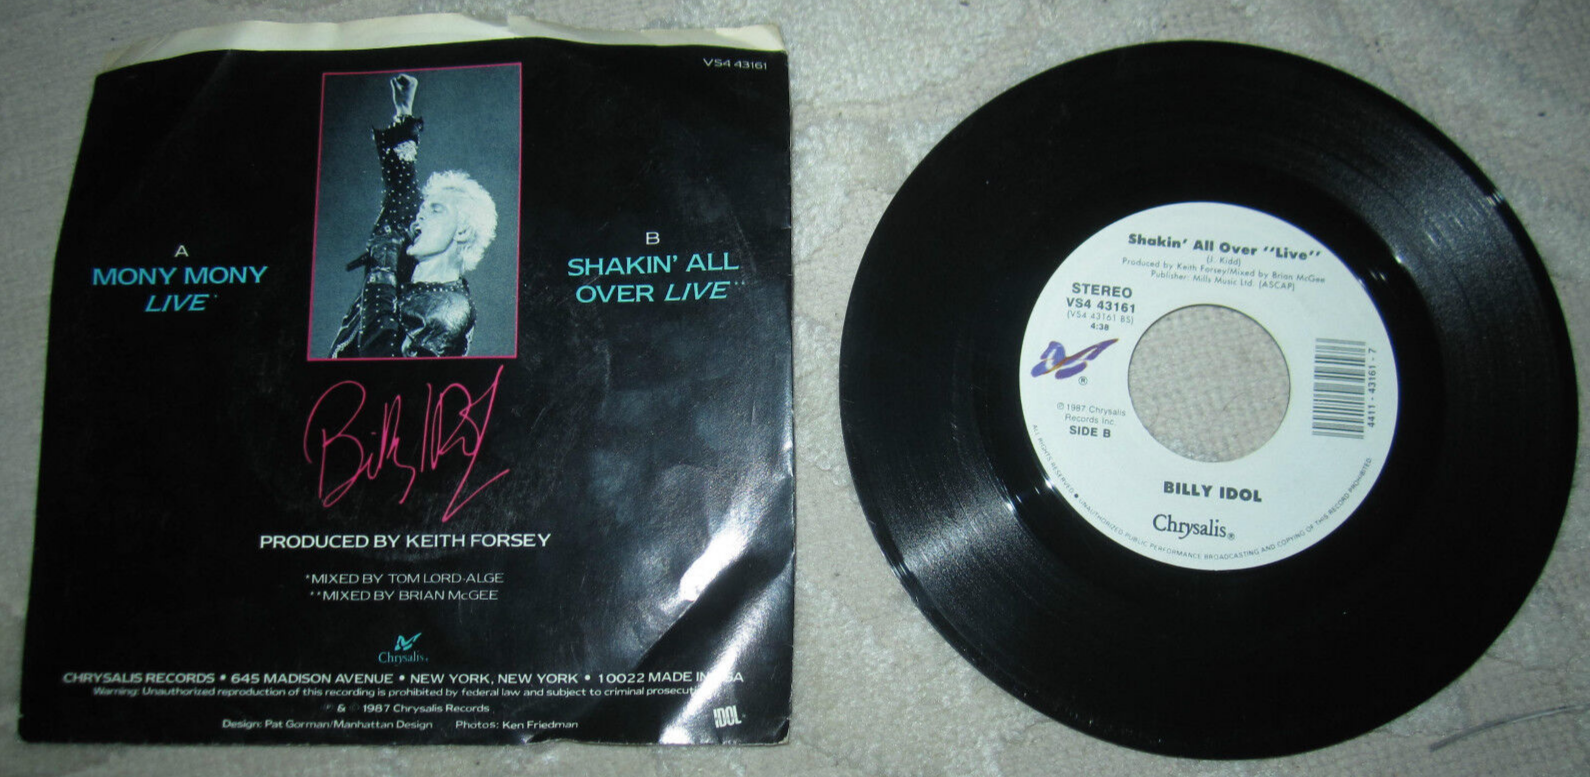 VS4 43161
A
MONY MONY
LIVE*
B
SHAKIN' ALL
OVER LIVE**
Billy Idol
PRODUCED BY KEITH FORSEY
*MIXED BY TOM LORD-ALGE
**MIXED BY BRIAN McGEE
Chrysalis®
CHRYSALIS RECORDS • 645 MADISON AVENUE • NEW YORK, NEW YORK • 10022 MADE IN USA
Warning: Unauthorized reproduction of this recording is prohibited by federal law and subject to criminal
℗ & © 1987 Chrysalis Records
Design: Pat Gorman/Manhattan Design Photos: Ken Friedman
IDOL
Shakin' All Over "Live"
(J. Kidd)
Produced by Keith Forsey/Mixed by Brian McGee
Publisher: Mills Music Ltd. (ASCAP)
STEREO
VS4 43161
(VS4 43161 BS)
4:38
®
℗ 1987 Chrysalis
Records Inc.
SIDE B
4411-43161-7
BILLY IDOL
Chrysalis®
ALL RIGHTS RESERVED • UNAUTHORIZED PUBLIC PERFORMANCE BROADCASTING AND COPYING OF THIS RECORD PROHIBITED